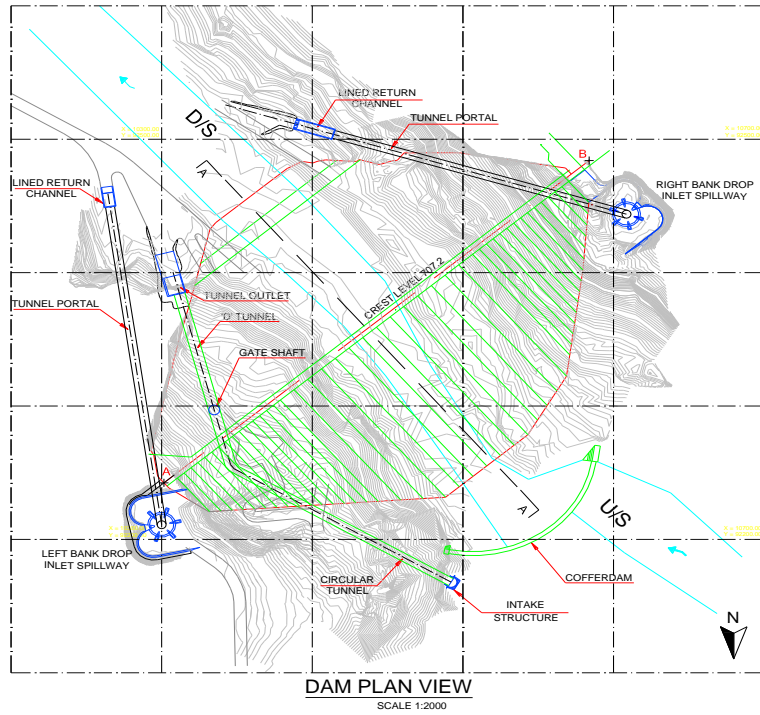 LINED RETURN
CHANNEL
D/S
TUNNEL PORTAL
A
B
LINED RETURN
CHANNEL
RIGHT BANK DROP
INLET SPILLWAY
CREST LEVEL 707.2
TUNNEL OUTLET
TUNNEL PORTAL
'D' TUNNEL
GATE SHAFT
A
A
U/S
LEFT BANK DROP
INLET SPILLWAY
CIRCULAR
TUNNEL
COFFERDAM
INTAKE
STRUCTURE
N
DAM PLAN VIEW
SCALE 1:2000